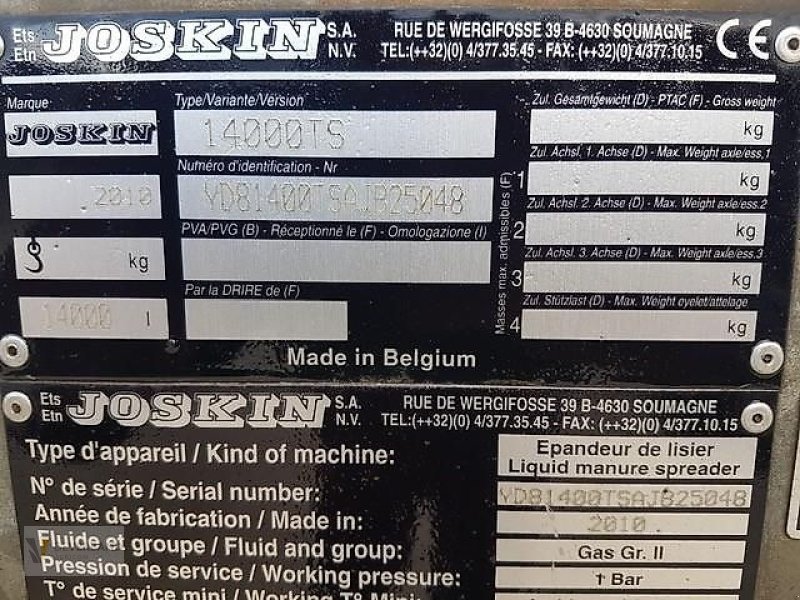 Ets Etn JOSKIN S.A. N.V. RUE DE WERGIFOSSE 39 B-4630 SOUMAGNE
TEL:(++32)(0) 4/377.35.45 - FAX: (++32)(0) 4/377.10.15 CE
Marque
JOSKIN
Type/Variante/Version
14000TS
Numéro d'identification - Nr
2010
YD81400TSAJB25048
PVA/PVG (B) - Réceptionné le (F) - Omologazione (I)
kg
Par la DRIRE de (F)
14000 l
Zul. Gesamtgewicht (D) - PTAC (F) - Gross weight
kg
Masses max. admissibles (F)
Zul. Achsl. 1. Achse (D) - Max. Weight axle/ess.1
1 kg
Zul. Achsl. 2. Achse (D) - Max. Weight axle/ess.2
2 kg
Zul. Achsl. 3. Achse (D) - Max. Weight axle/ess.3
3 kg
Zul. Stützlast (D) - Max. Weight eyelet/attelage
4 kg
Made in Belgium
Ets Etn JOSKIN S.A. N.V. RUE DE WERGIFOSSE 39 B-4630 SOUMAGNE
TEL:(++32)(0) 4/377.35.45 - FAX: (++32)(0) 4/377.10.15
Type d'appareil / Kind of machine: Epandeur de lisier
Liquid manure spreader
N° de série / Serial number: YD81400TSAJB25048
Année de fabrication / Made in: 2010
Fluide et groupe / Fluid and group: Gas Gr. II
Pression de service / Working pressure: 1 Bar
T° de service mini / Working T° Mini: